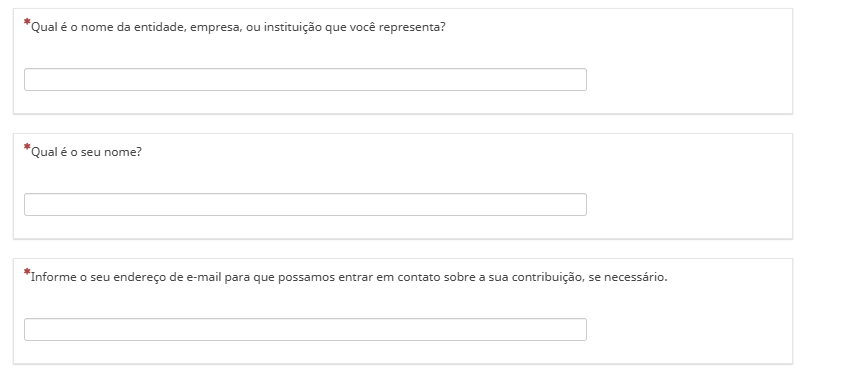 *Qual é o nome da entidade, empresa, ou instituição que você representa?
*Qual é o seu nome?
*Informe o seu endereço de e-mail para que possamos entrar em contato sobre a sua contribuição, se necessário.